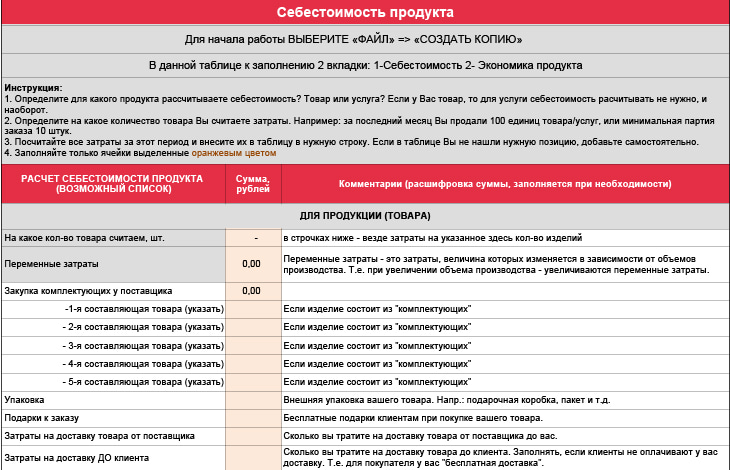 Себестоимость продукта
Для начала работы ВЫБЕРИТЕ «ФАЙЛ» => «СОЗДАТЬ КОПИЮ»
В данной таблице к заполнению 2 вкладки: 1-Себестоимость 2- Экономика продукта
Инструкция:
1. Определите для какого продукта рассчитываете себестоимость? Товар или услуга? Если у Вас товар, то для услуги себестоимость расчитывать не нужно, и
наоборот.
2. Определите на какое количество товара Вы считаете затраты. Например: за последний месяц Вы продали 100 единиц товара/услуг, или минимальная партия
заказа 10 штук.
3. Посчитайте все затраты за этот период и внесите их в таблицу в нужную строку. Если в таблице Вы не нашли нужную позицию, добавьте самостоятельно.
4. Заполняйте только ячейки выделенные оранжевым цветом
РАСЧЕТ СЕБЕСТОИМОСТИ ПРОДУКТА
(ВОЗМОЖНЫЙ СПИСОК)
Сумма,
рублей
Комментарии (расшифровка суммы, заполняется при необходимости)
ДЛЯ ПРОДУКЦИИ (ТОВАРА)
На какое кол-во товара считаем, шт. - в строчках ниже - везде затраты на указанное здесь кол-во изделий
Переменные затраты 0,00
Переменные затраты - это затраты, величина которых изменяется в зависимости от объемов
производства. Т.е. при увеличении объема производства - увеличиваются переменные затраты.
Закупка комплектующих у поставщика 0,00
-1-я составляющая товара (указать) Если изделие состоит из "комплектующих"
- 2-я составляющая товара (указать) Если изделие состоит из "комплектующих"
- 3-я составляющая товара (указать) Если изделие состоит из "комплектующих"
- 4-я составляющая товара (указать) Если изделие состоит из "комплектующих"
- 5-я составляющая товара (указать) Если изделие состоит из "комплектующих"
Упаковка Внешняя упаковка вашего товара. Напр.: подарочная коробка, пакет и т.д.
Подарки к заказу Бесплатные подарки клиентам при покупке вашего товара.
Затраты на доставку товара от поставщика Сколько вы тратите на доставку товара от поставщика до вас.
Затраты на доставку ДО клиента
Сколько вы тратите на доставку товара до клиента. Заполнять, если клиенты не оплачивают у вас
доставку. Т.е. для покупателя у вас "бесплатная доставка".